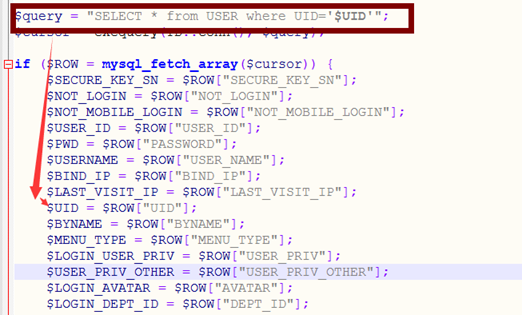 $query = "SELECT * from USER where UID='$UID'";
$cursor = exequery(TD::conn(), $query);
if ($ROW = mysql_fetch_array($cursor)) {
$SECURE_KEY_SN = $ROW["SECURE_KEY_SN"];
$NOT_LOGIN = $ROW["NOT_LOGIN"];
$NOT_MOBILE_LOGIN = $ROW["NOT_MOBILE_LOGIN"];
$USER_ID = $ROW["USER_ID"];
$PWD = $ROW["PASSWORD"];
$USERNAME = $ROW["USER_NAME"];
$BIND_IP = $ROW["BIND_IP"];
$LAST_VISIT_IP = $ROW["LAST_VISIT_IP"];
$UID = $ROW["UID"];
$BYNAME = $ROW["BYNAME"];
$MENU_TYPE = $ROW["MENU_TYPE"];
$LOGIN_USER_PRIV = $ROW["USER_PRIV"];
$USER_PRIV_OTHER = $ROW["USER_PRIV_OTHER"];
$LOGIN_AVATAR = $ROW["AVATAR"];
$LOGIN_DEPT_ID = $ROW["DEPT_ID"];